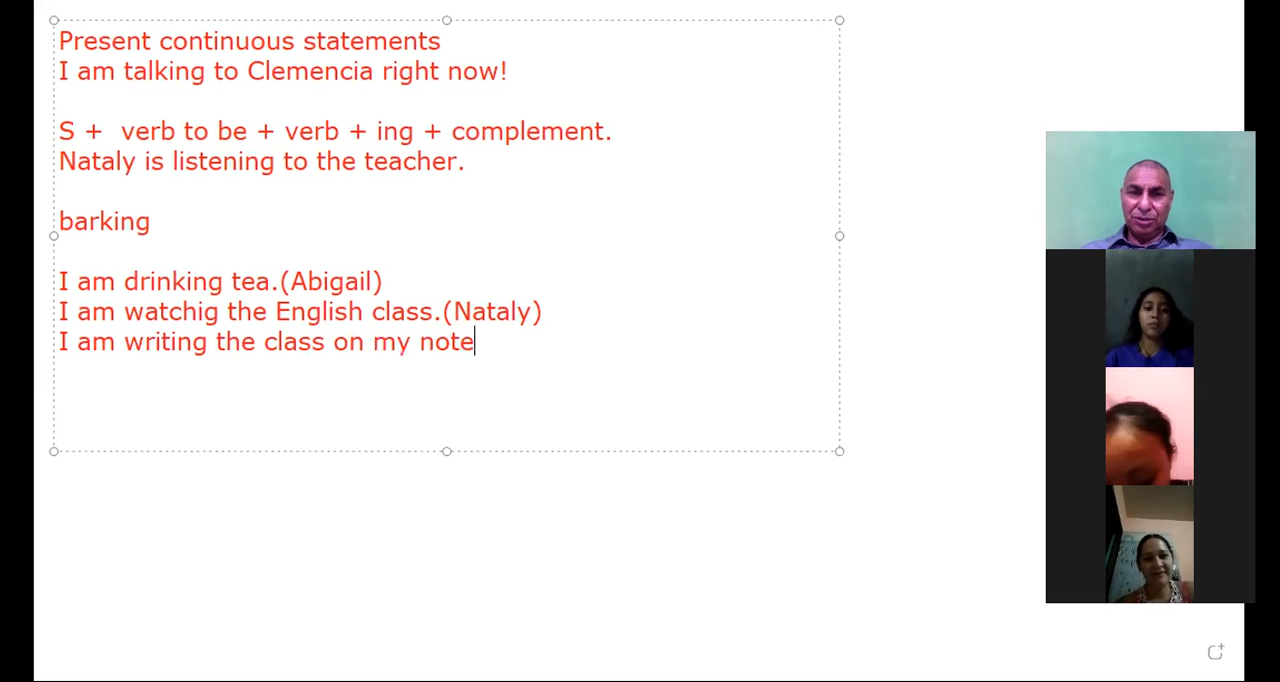 Present continuous statements
I am talking to Clemencia right now!
S +  verb to be + verb + ing + complement.
Nataly is listening to the teacher.
barking
I am drinking tea.(Abigail)
I am watchig the English class.(Nataly)
I am writing the class on my note